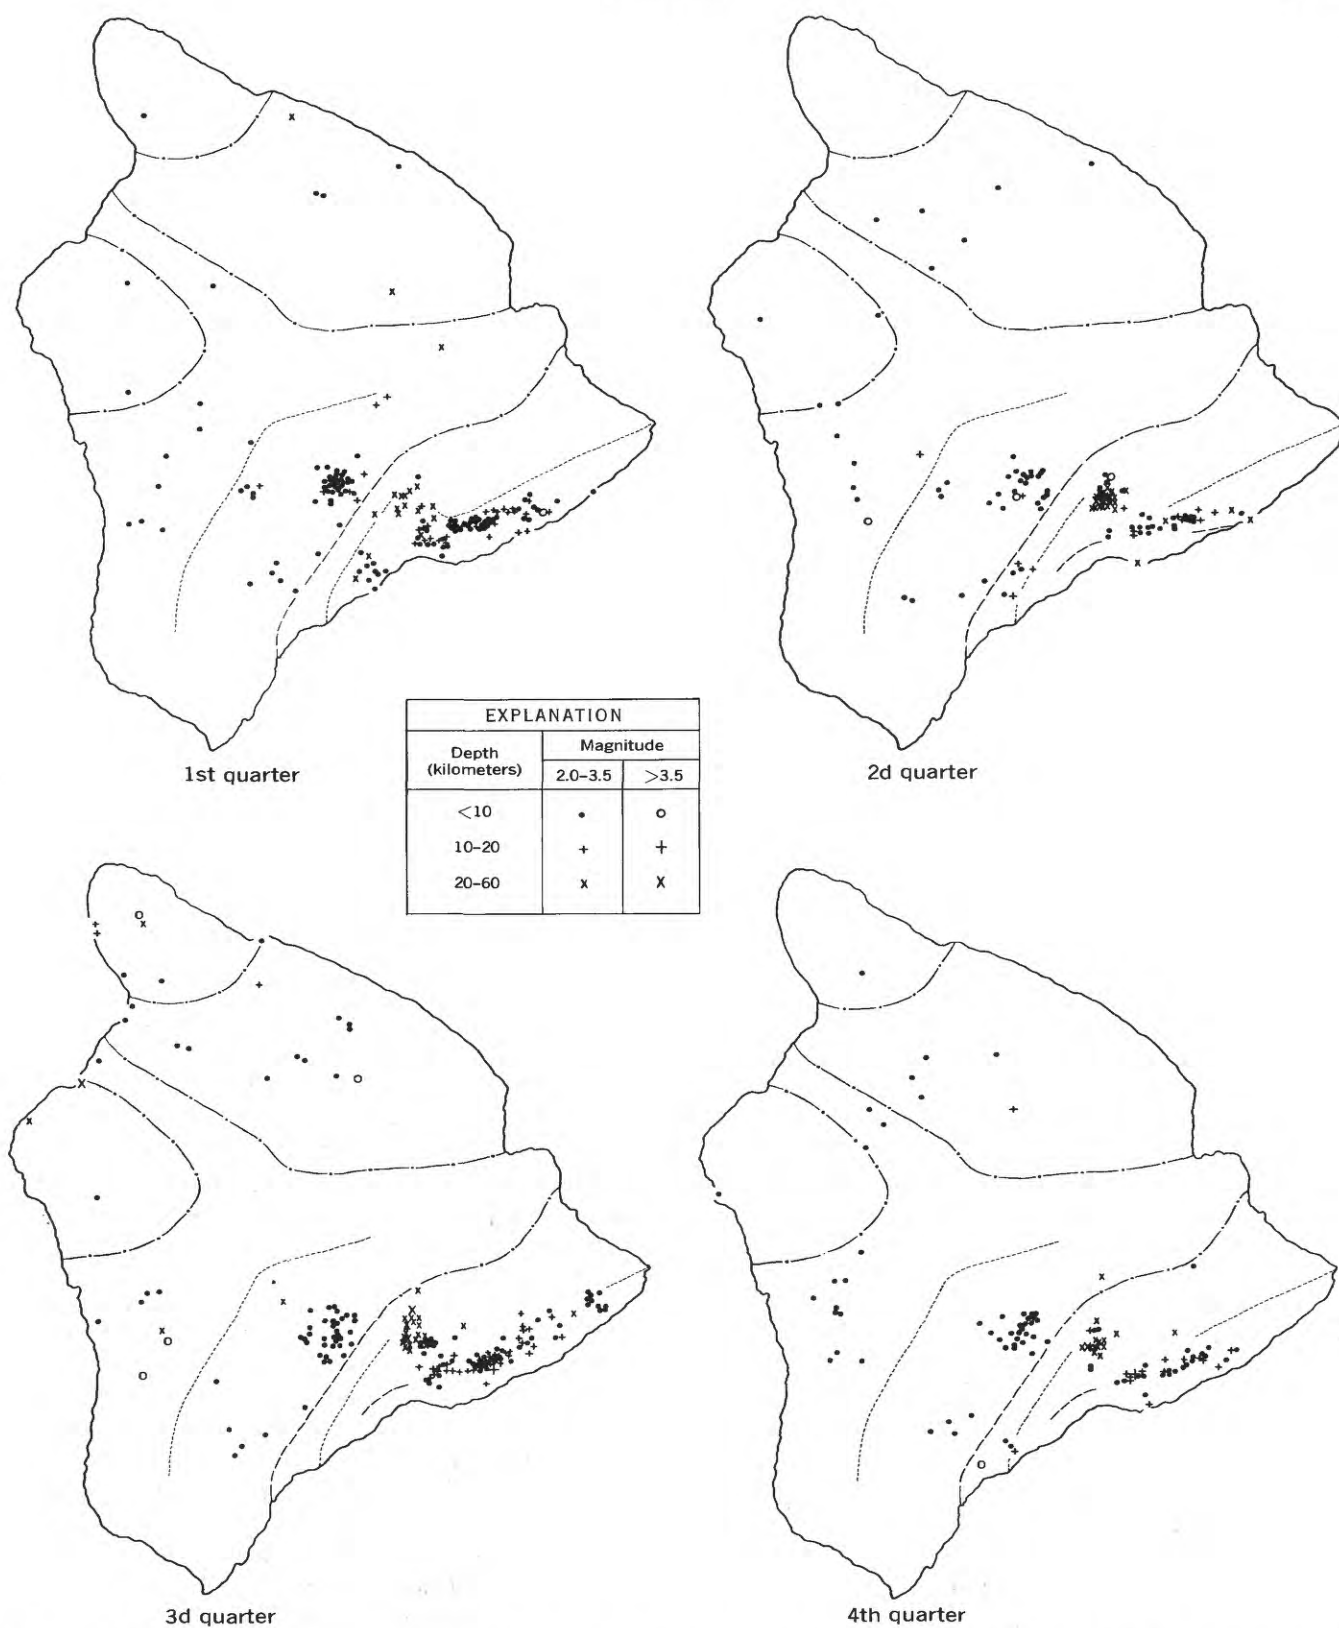 1st quarter
2d quarter
EXPLANATION
Depth (kilometers)
Magnitude
2.0–3.5
>3.5
<10
10–20
20–60
3d quarter
4th quarter